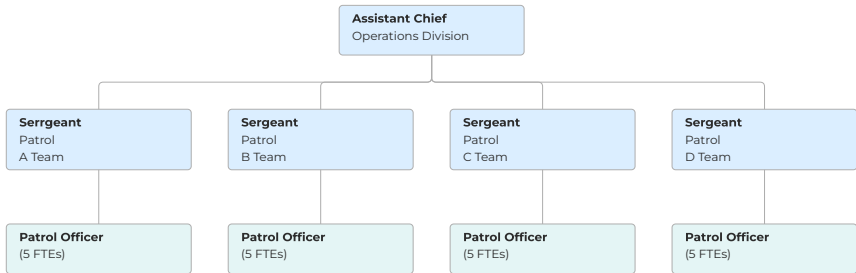 Assistant Chief
Operations Division
Serrgeant
Patrol
A Team
Sergeant
Patrol
B Team
Sergeant
Patrol
C Team
Sergeant
Patrol
D Team
Patrol Officer
(5 FTEs)
Patrol Officer
(5 FTEs)
Patrol Officer
(5 FTEs)
Patrol Officer
(5 FTEs)